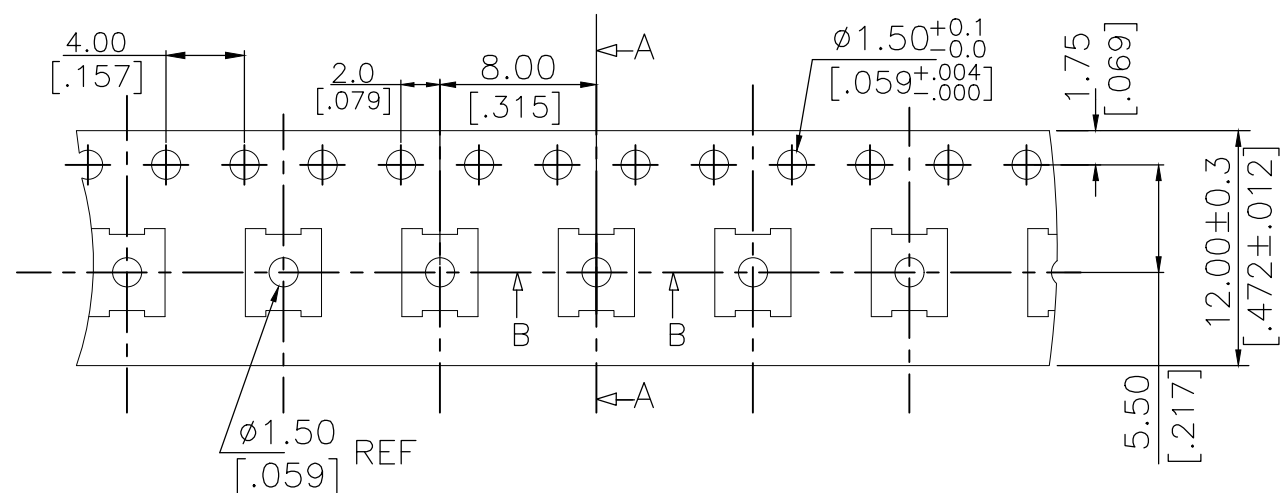 4.00
[.157]
2.0
[.079]
8.00
[.315]
A
ø1.50+0.1-0.0
[.059+.004-.000]
1.75
[.069]
12.00±0.3
[.472±.012]
B
B
A
5.50
[.217]
ø1.50 REF
[.059]